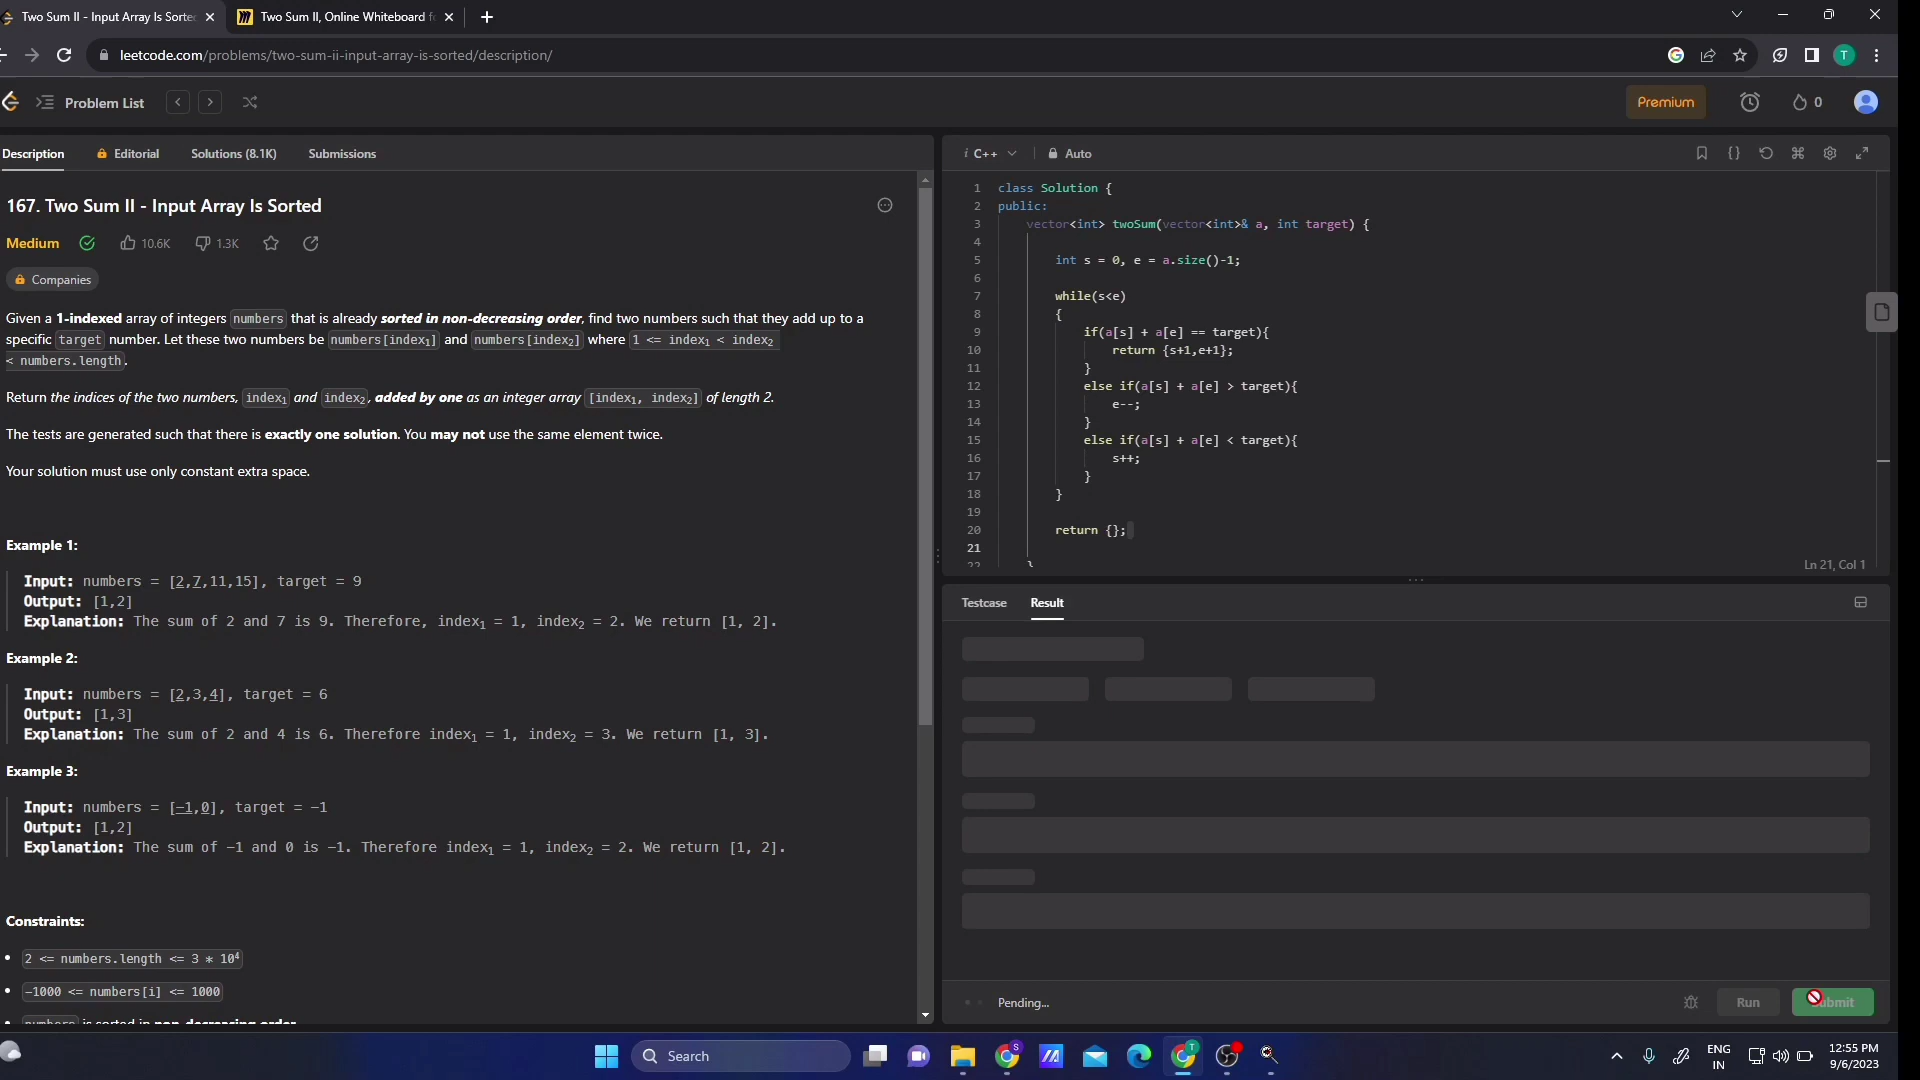 Two Sum II - Input Array Is Sorte
Two Sum II, Online Whiteboard f
leetcode.com/problems/two-sum-ii-input-array-is-sorted/description/
T
Problem List
Premium
0
Description
Editorial
Solutions (8.1K)
Submissions
167. Two Sum II - Input Array Is Sorted
Medium
10.6K
1.3K
Companies
Given a 1-indexed array of integers numbers that is already sorted in non-decreasing order, find two numbers such that they add up to a
specific target number. Let these two numbers be numbers[index₁] and numbers[index₂] where 1 <= index₁ < index₂
< numbers.length.
Return the indices of the two numbers, index₁ and index₂, added by one as an integer array [index₁, index₂] of length 2.
The tests are generated such that there is exactly one solution. You may not use the same element twice.
Your solution must use only constant extra space.
Example 1:
Input: numbers = [2,7,11,15], target = 9
Output: [1,2]
Explanation: The sum of 2 and 7 is 9. Therefore, index₁ = 1, index₂ = 2. We return [1, 2].
Example 2:
Input: numbers = [2,3,4], target = 6
Output: [1,3]
Explanation: The sum of 2 and 4 is 6. Therefore index₁ = 1, index₂ = 3. We return [1, 3].
Example 3:
Input: numbers = [-1,0], target = -1
Output: [1,2]
Explanation: The sum of -1 and 0 is -1. Therefore index₁ = 1, index₂ = 2. We return [1, 2].
Constraints:
• 2 <= numbers.length <= 3 * 10⁴
• -1000 <= numbers[i] <= 1000
• numbers is sorted in non-decreasing order
i C++
Auto
1 class Solution {
2 public:
3 vector<int> twoSum(vector<int>& a, int target) {
4
5 int s = 0, e = a.size()-1;
6
7 while(s<e)
8 {
9 if(a[s] + a[e] == target){
10 return {s+1,e+1};
11 }
12 else if(a[s] + a[e] > target){
13 e--;
14 }
15 else if(a[s] + a[e] < target){
16 s++;
17 }
18 }
19
20 return {};
21
22 }
Ln 21, Col 1
Testcase
Result
Pending...
Run
Submit
Search
S
T
ENG
IN
12:55 PM
9/6/2023